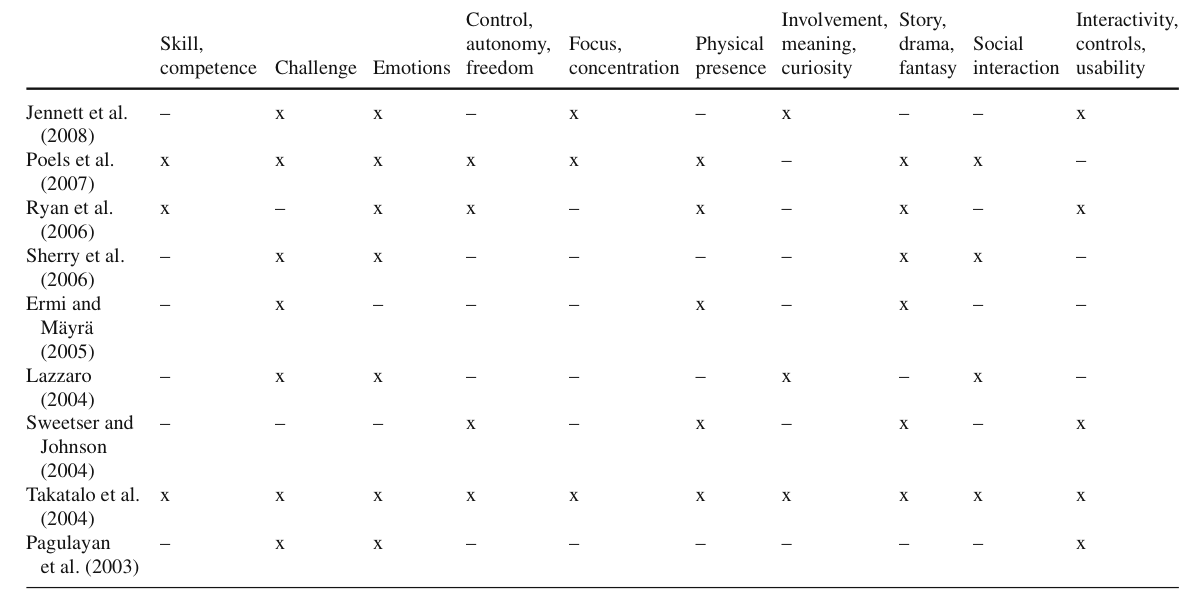 Control, Involvement, Story, Interactivity,
Skill, autonomy, Focus, Physical meaning, drama, Social controls,
competence Challenge Emotions freedom concentration presence curiosity fantasy interaction usability
Jennett et al. – x x – x – x – – x
(2008)
Poels et al. x x x x x x – x x –
(2007)
Ryan et al. x – x x – x – x – x
(2006)
Sherry et al. – x x – – – – x x –
(2006)
Ermi and – x – – – x – x – –
Mäyrä
(2005)
Lazzaro – x x – – – x – x –
(2004)
Sweetser and – – – x – x – x – x
Johnson
(2004)
Takatalo et al. x x x x x x x x x x
(2004)
Pagulayan – x x – – – – – – x
et al. (2003)